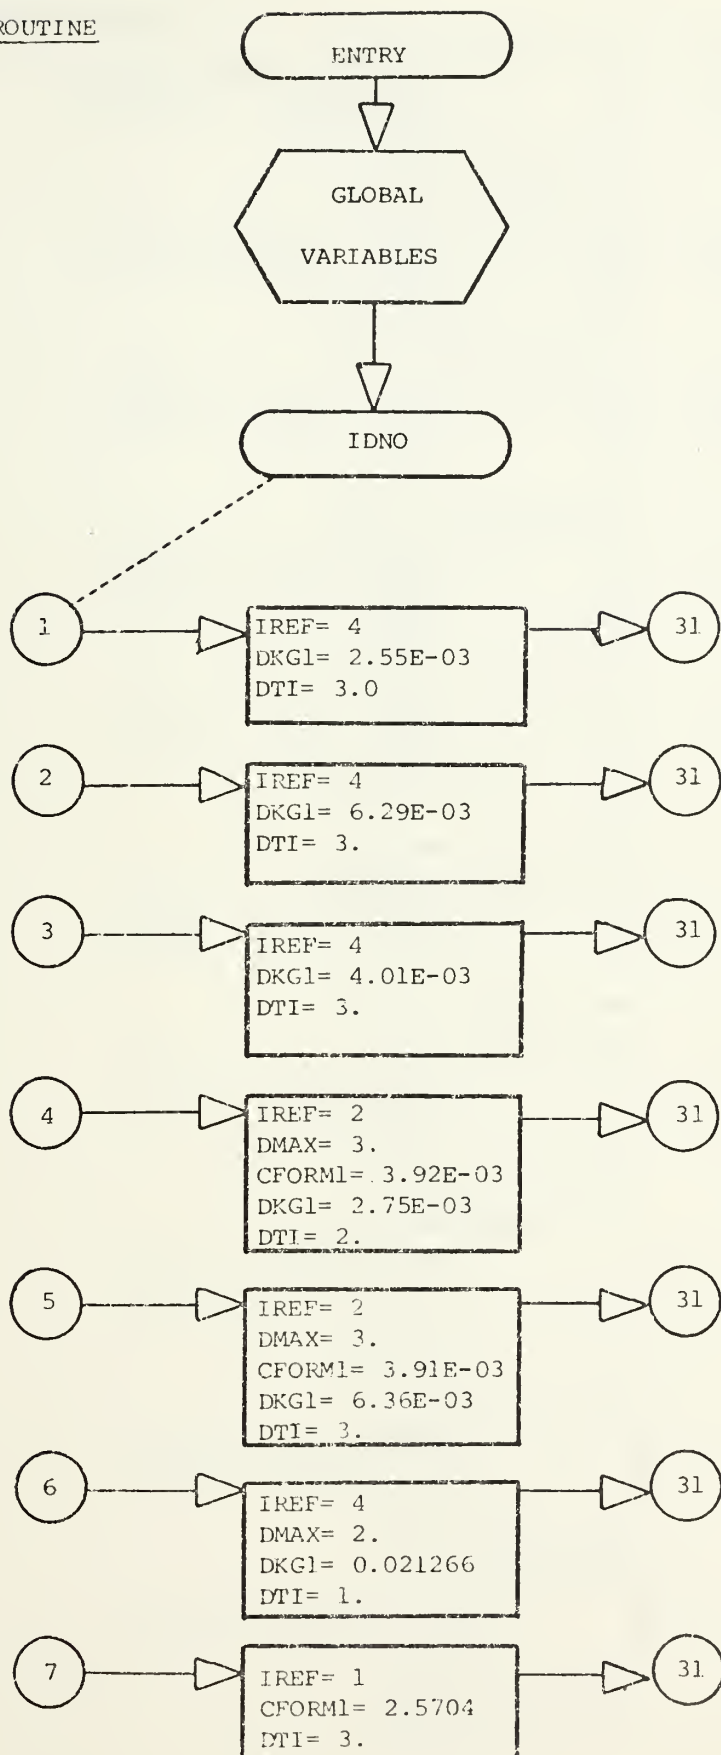 ROUTINE
ENTRY
GLOBAL
VARIABLES
IDNO
1
IREF= 4
DKG1= 2.55E-03
DTI= 3.0
31
2
IREF= 4
DKG1= 6.29E-03
DTI= 3.
31
3
IREF= 4
DKG1= 4.01E-03
DTI= 3.
31
4
IREF= 2
DMAX= 3.
CFORM1= 3.92E-03
DKG1= 2.75E-03
DTI= 2.
31
5
IREF= 2
DMAX= 3.
CFORM1= 3.91E-03
DKG1= 6.36E-03
DTI= 3.
31
6
IREF= 4
DMAX= 2.
DKG1= 0.021266
DTI= 1.
31
7
IREF= 1
CFORM1= 2.5704
DTI= 3.
31